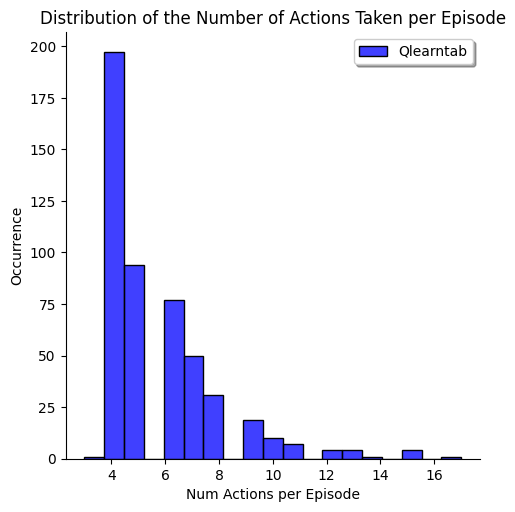 Distribution of the Number of Actions Taken per Episode
Qlearntab
200
175
150
125
100
75
50
25
0
Occurrence
4 6 8 10 12 14 16
Num Actions per Episode